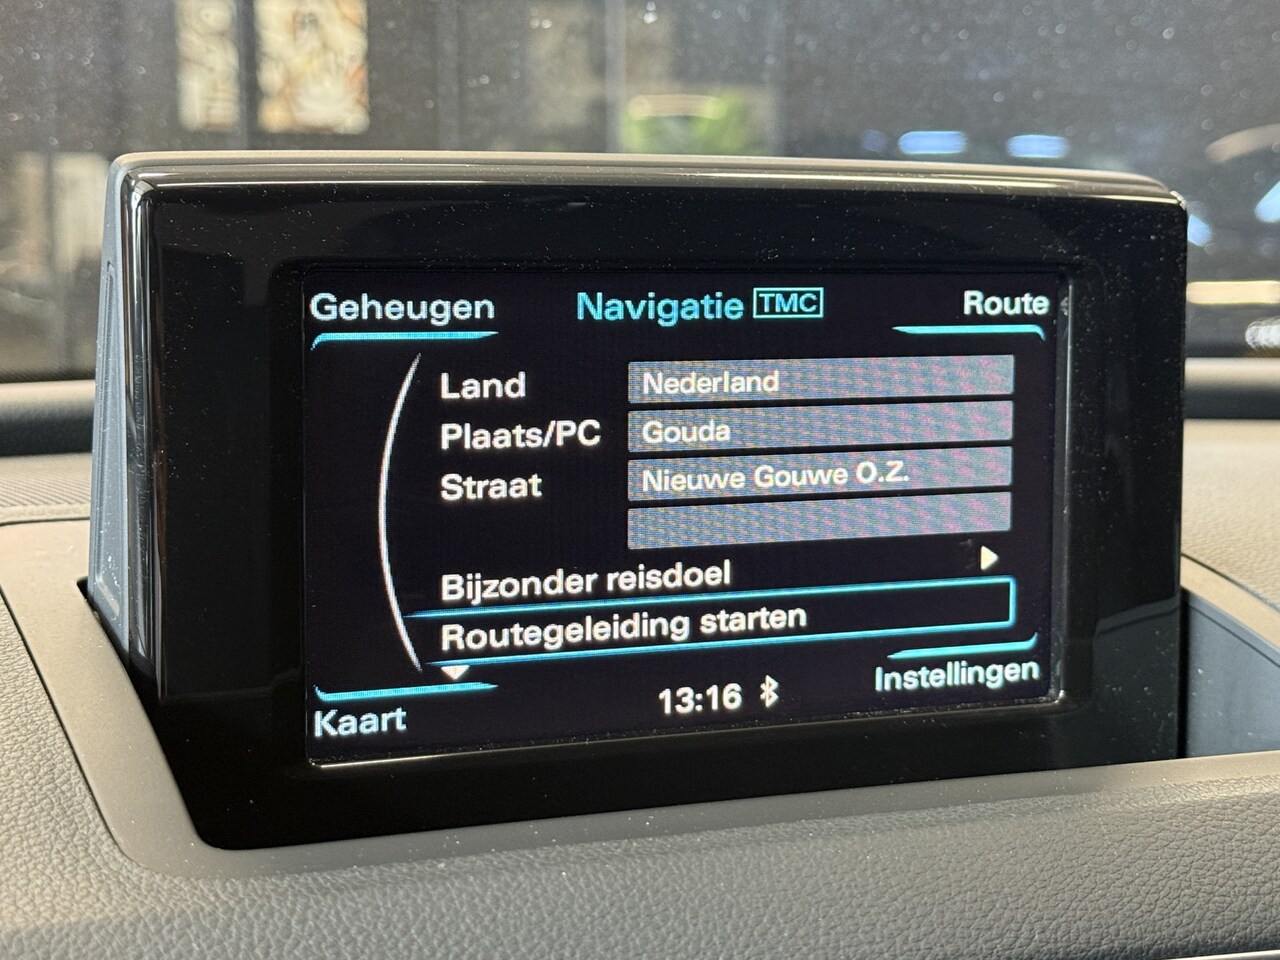 Geheugen Navigatie TMC Route
Land Nederland
Plaats/PC Gouda
Straat Nieuwe Gouwe O.Z.
Bijzonder reisdoel
Routegeleiding starten
Kaart 13:16 Instellingen